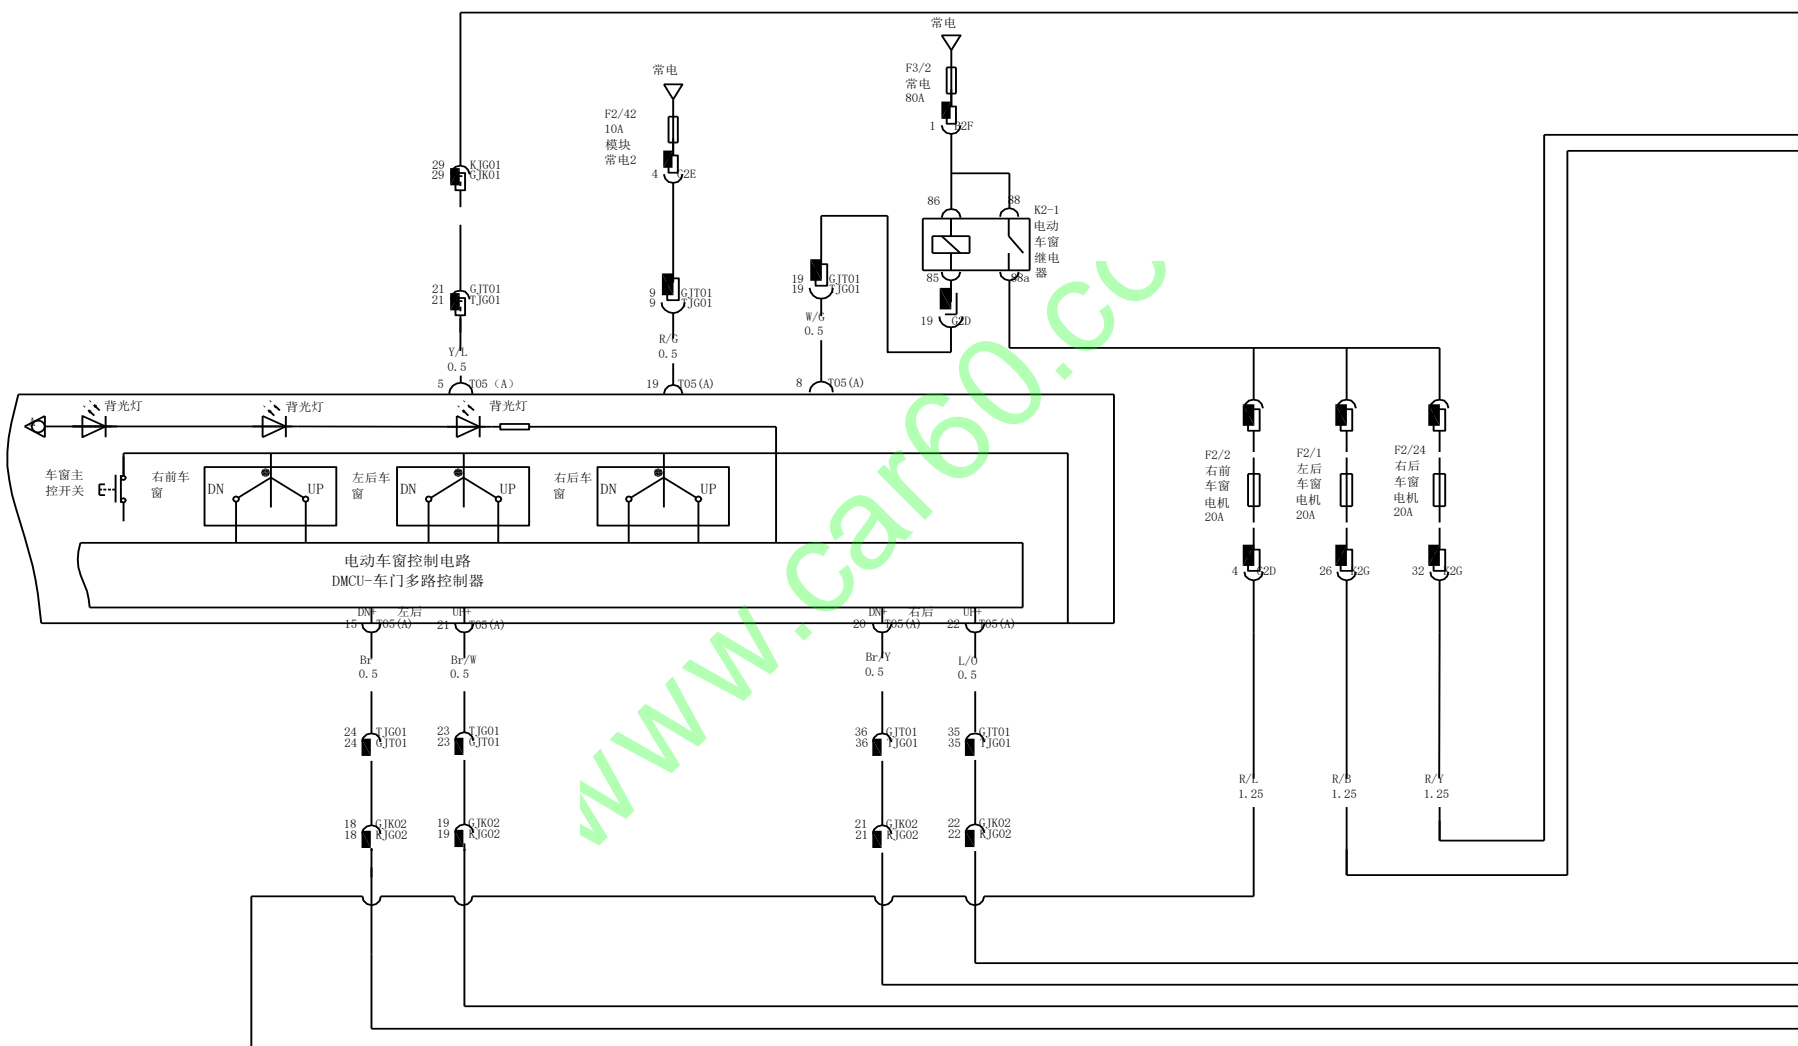 常电
F3/2
常电
80A
1 B2F
常电
F2/42
10A
模块
常电2
4 G2E
29 KJG01
29 GJK01
86
88
K2-1
电动
车窗
继电
器
85
88a
19 G2D
21 GJT01
21 TJG01
9 GJT01
9 TJG01
19 GJT01
19 TJG01
Y/L
0.5
R/G
0.5
W/G
0.5
5 T05（A）
19 T05(A)
8 T05(A)
背光灯
背光灯
背光灯
车窗主
控开关
右前车
窗
DN
UP
左后车
窗
DN
UP
右后车
窗
DN
UP
电动车窗控制电路
DMCU-车门多路控制器
DN+ 左后 UP+
15 T05(A) 21 T05(A)
DN+ 右后 UP+
20 T05(A) 22 T05(A)
Br
0.5
Br/W
0.5
Br/Y
0.5
L/O
0.5
24 TJG01
24 GJT01
23 TJG01
23 GJT01
36 GJT01
36 TJG01
35 GJT01
35 TJG01
18 GJK02
18 KJG02
19 GJK02
19 KJG02
21 GJK02
21 KJG02
22 GJK02
22 KJG02
F2/2
右前
车窗
电机
20A
F2/1
左后
车窗
电机
20A
F2/24
右后
车窗
电机
20A
4 G2D
26 K2G
32 K2G
R/L
1.25
R/B
1.25
R/Y
1.25
www.car60.co